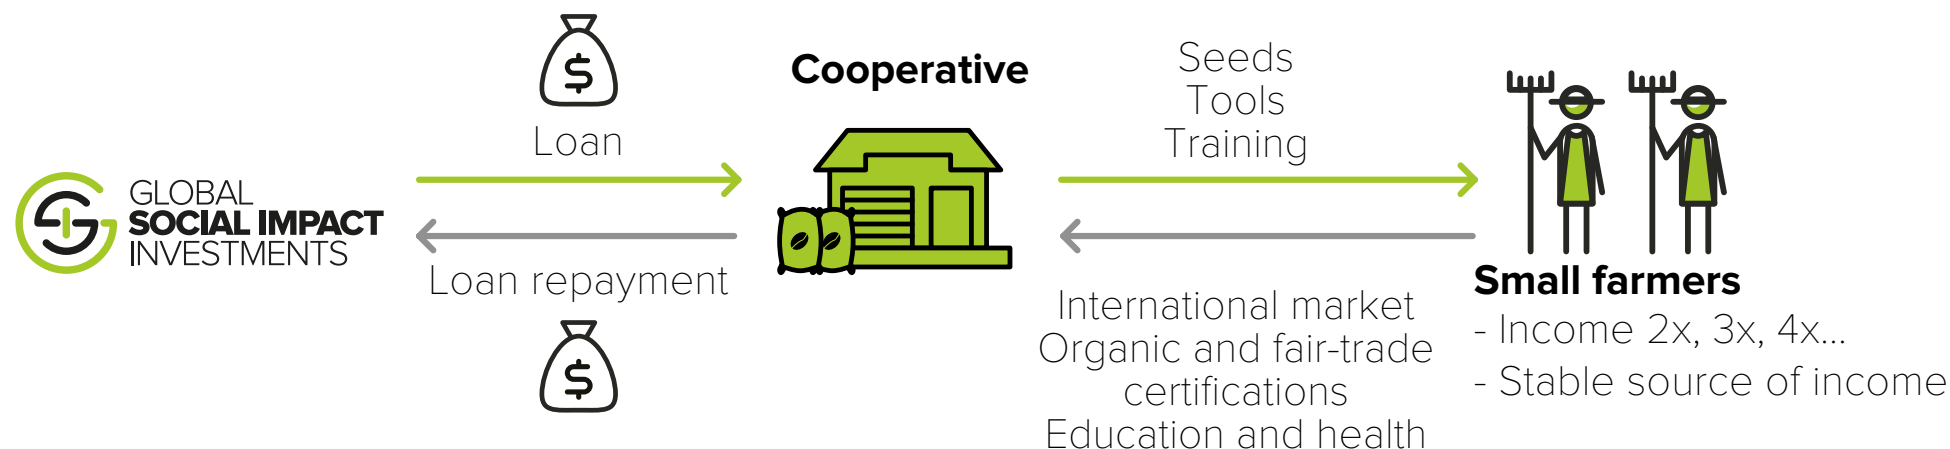 GLOBAL
SOCIAL IMPACT
INVESTMENTS
$
Loan
Loan repayment
$
Cooperative
Seeds
Tools
Training
International market
Organic and fair-trade
certifications
Education and health
Small farmers
- Income 2x, 3x, 4x...
- Stable source of income